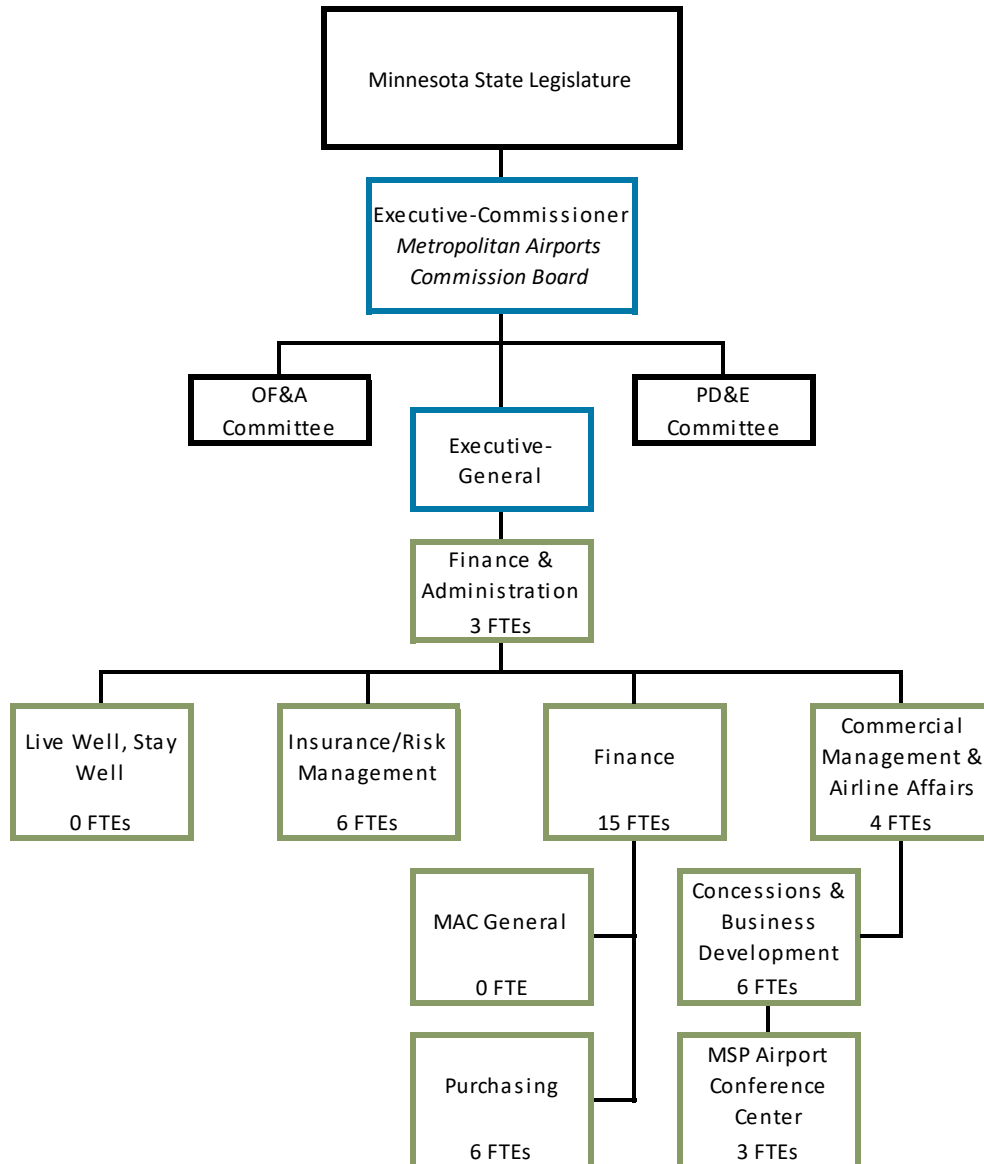 Minnesota State Legislature
Executive-Commissioner
Metropolitan Airports
Commission Board
OF&A
Committee
PD&E
Committee
Executive-
General
Finance &
Administration
3 FTEs
Live Well, Stay
Well
0 FTEs
Insurance/Risk
Management
6 FTEs
Finance
15 FTEs
Commercial
Management &
Airline Affairs
4 FTEs
MAC General
0 FTE
Concessions &
Business
Development
6 FTEs
Purchasing
6 FTEs
MSP Airport
Conference
Center
3 FTEs